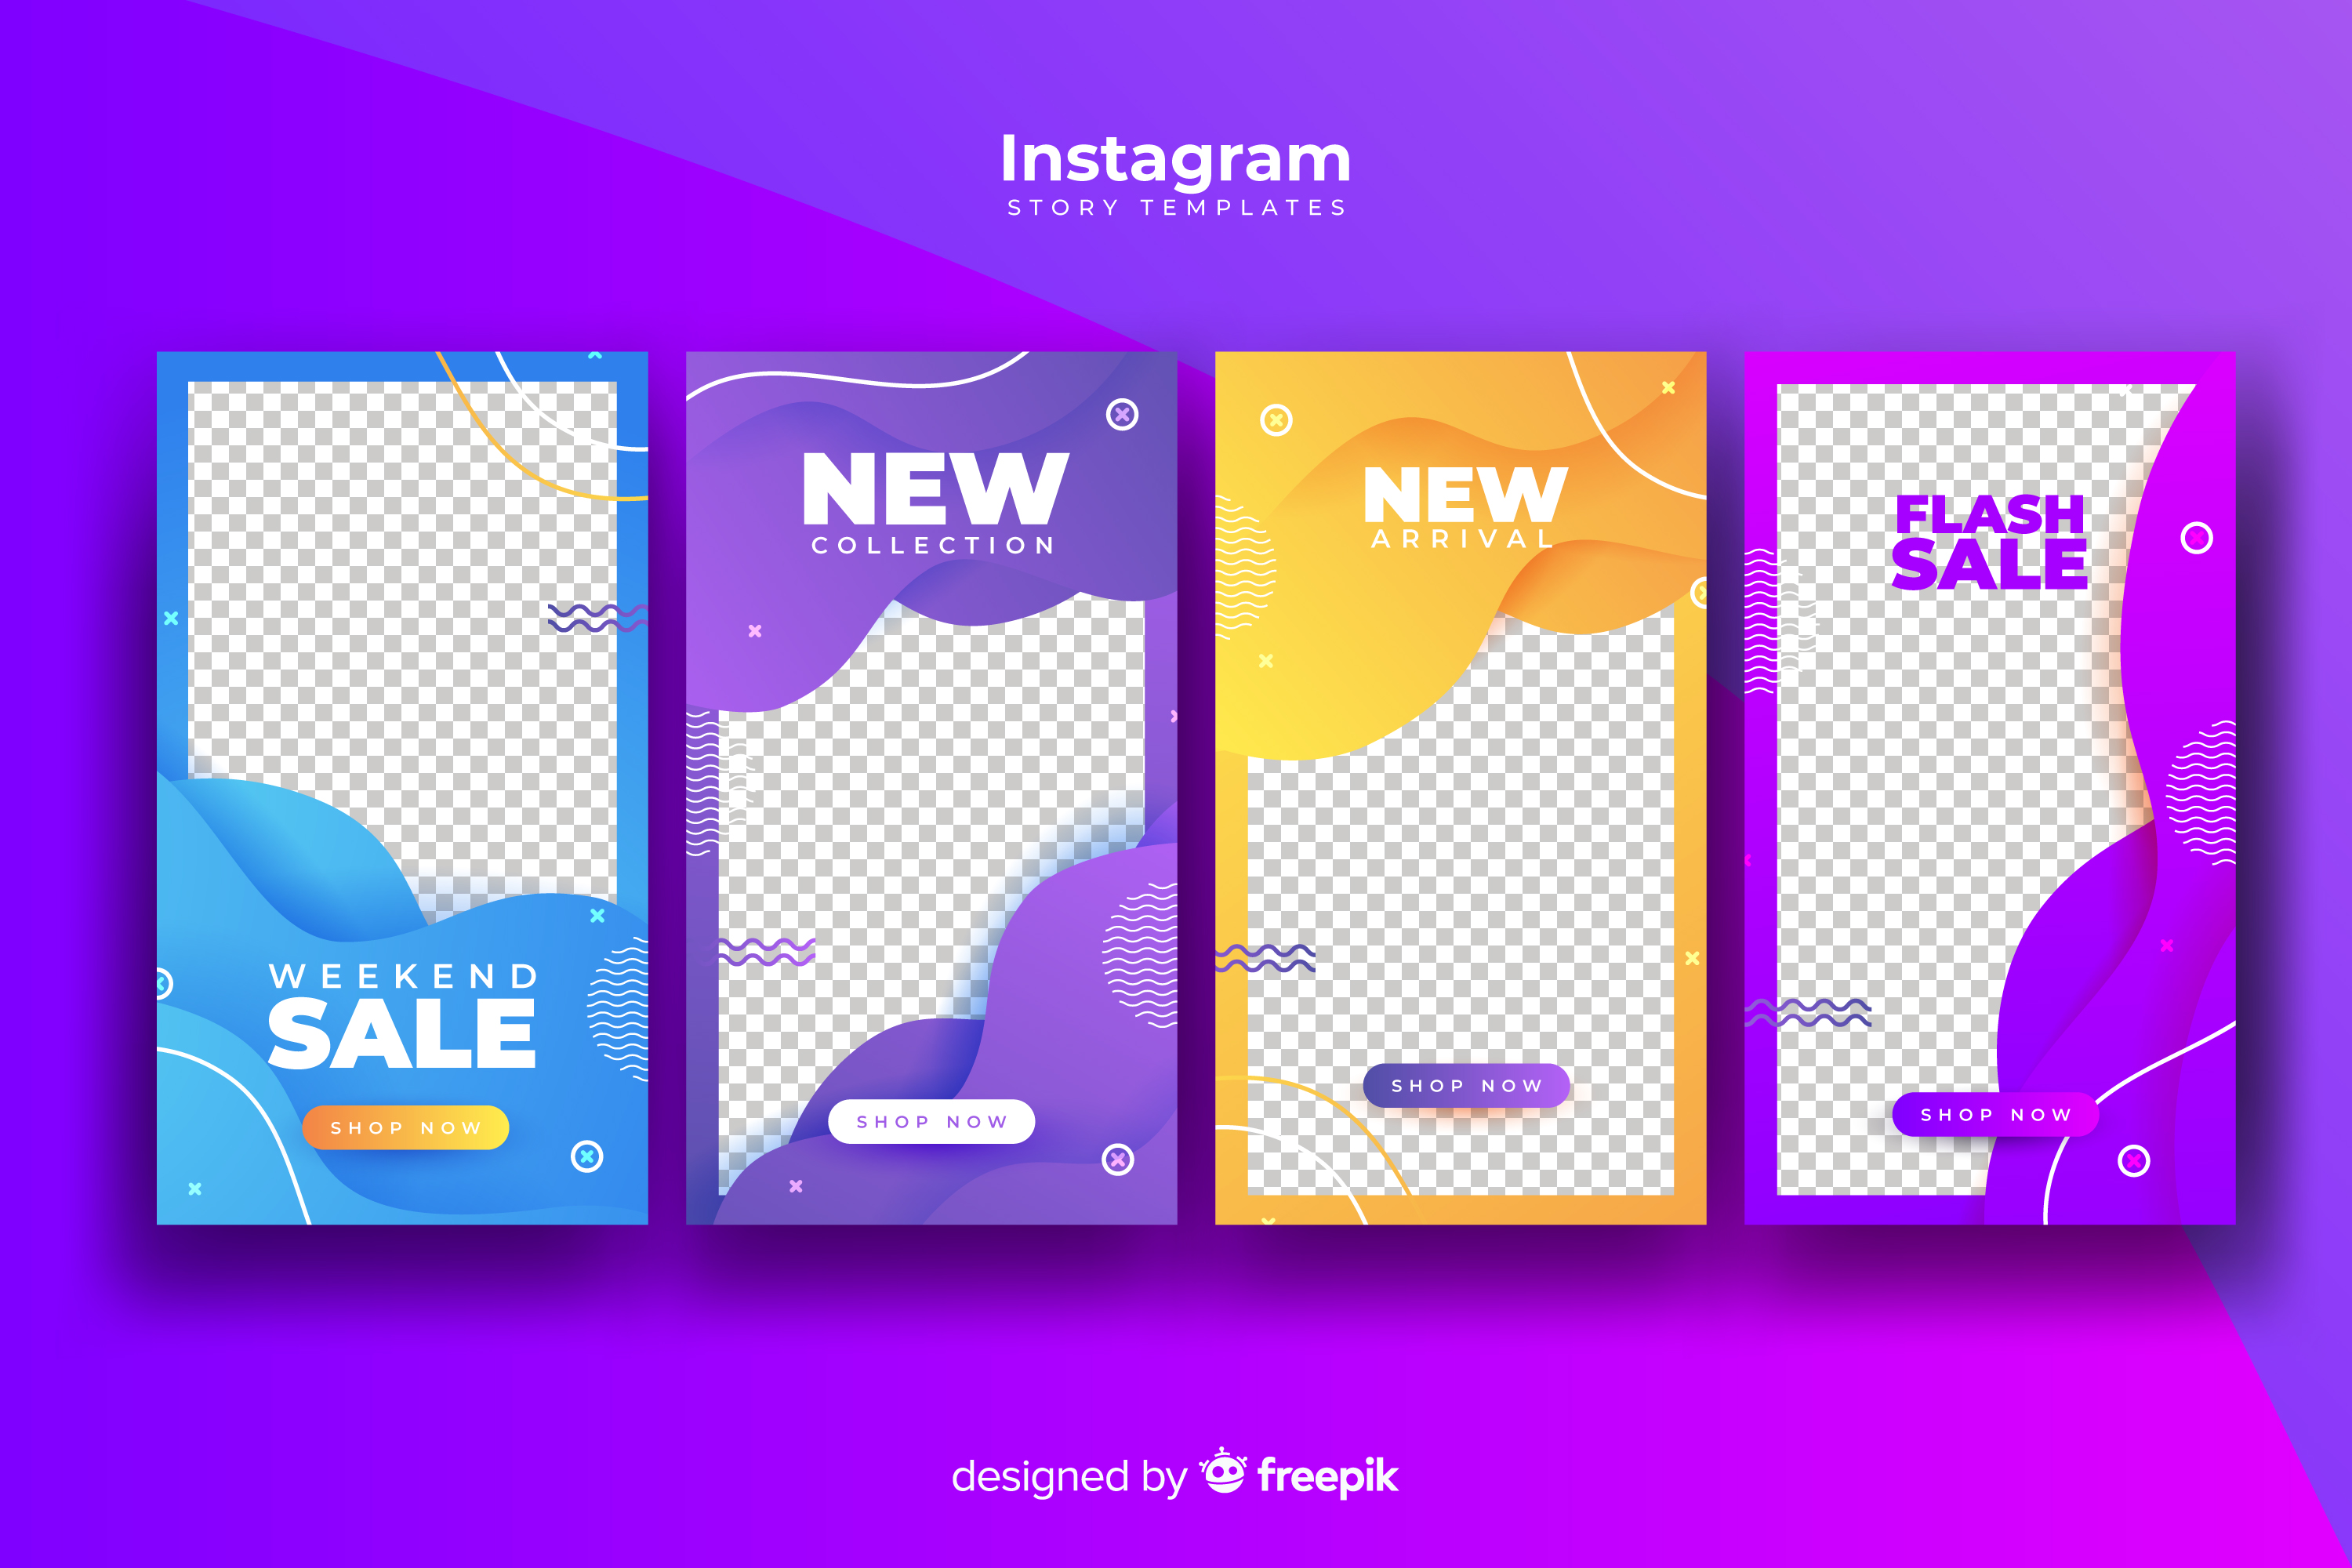 Instagram
STORY TEMPLATES
WEEKEND
SALE
SHOP NOW
NEW
COLLECTION
SHOP NOW
NEW
ARRIVAL
SHOP NOW
FLASH
SALE
SHOP NOW
designed by freepik